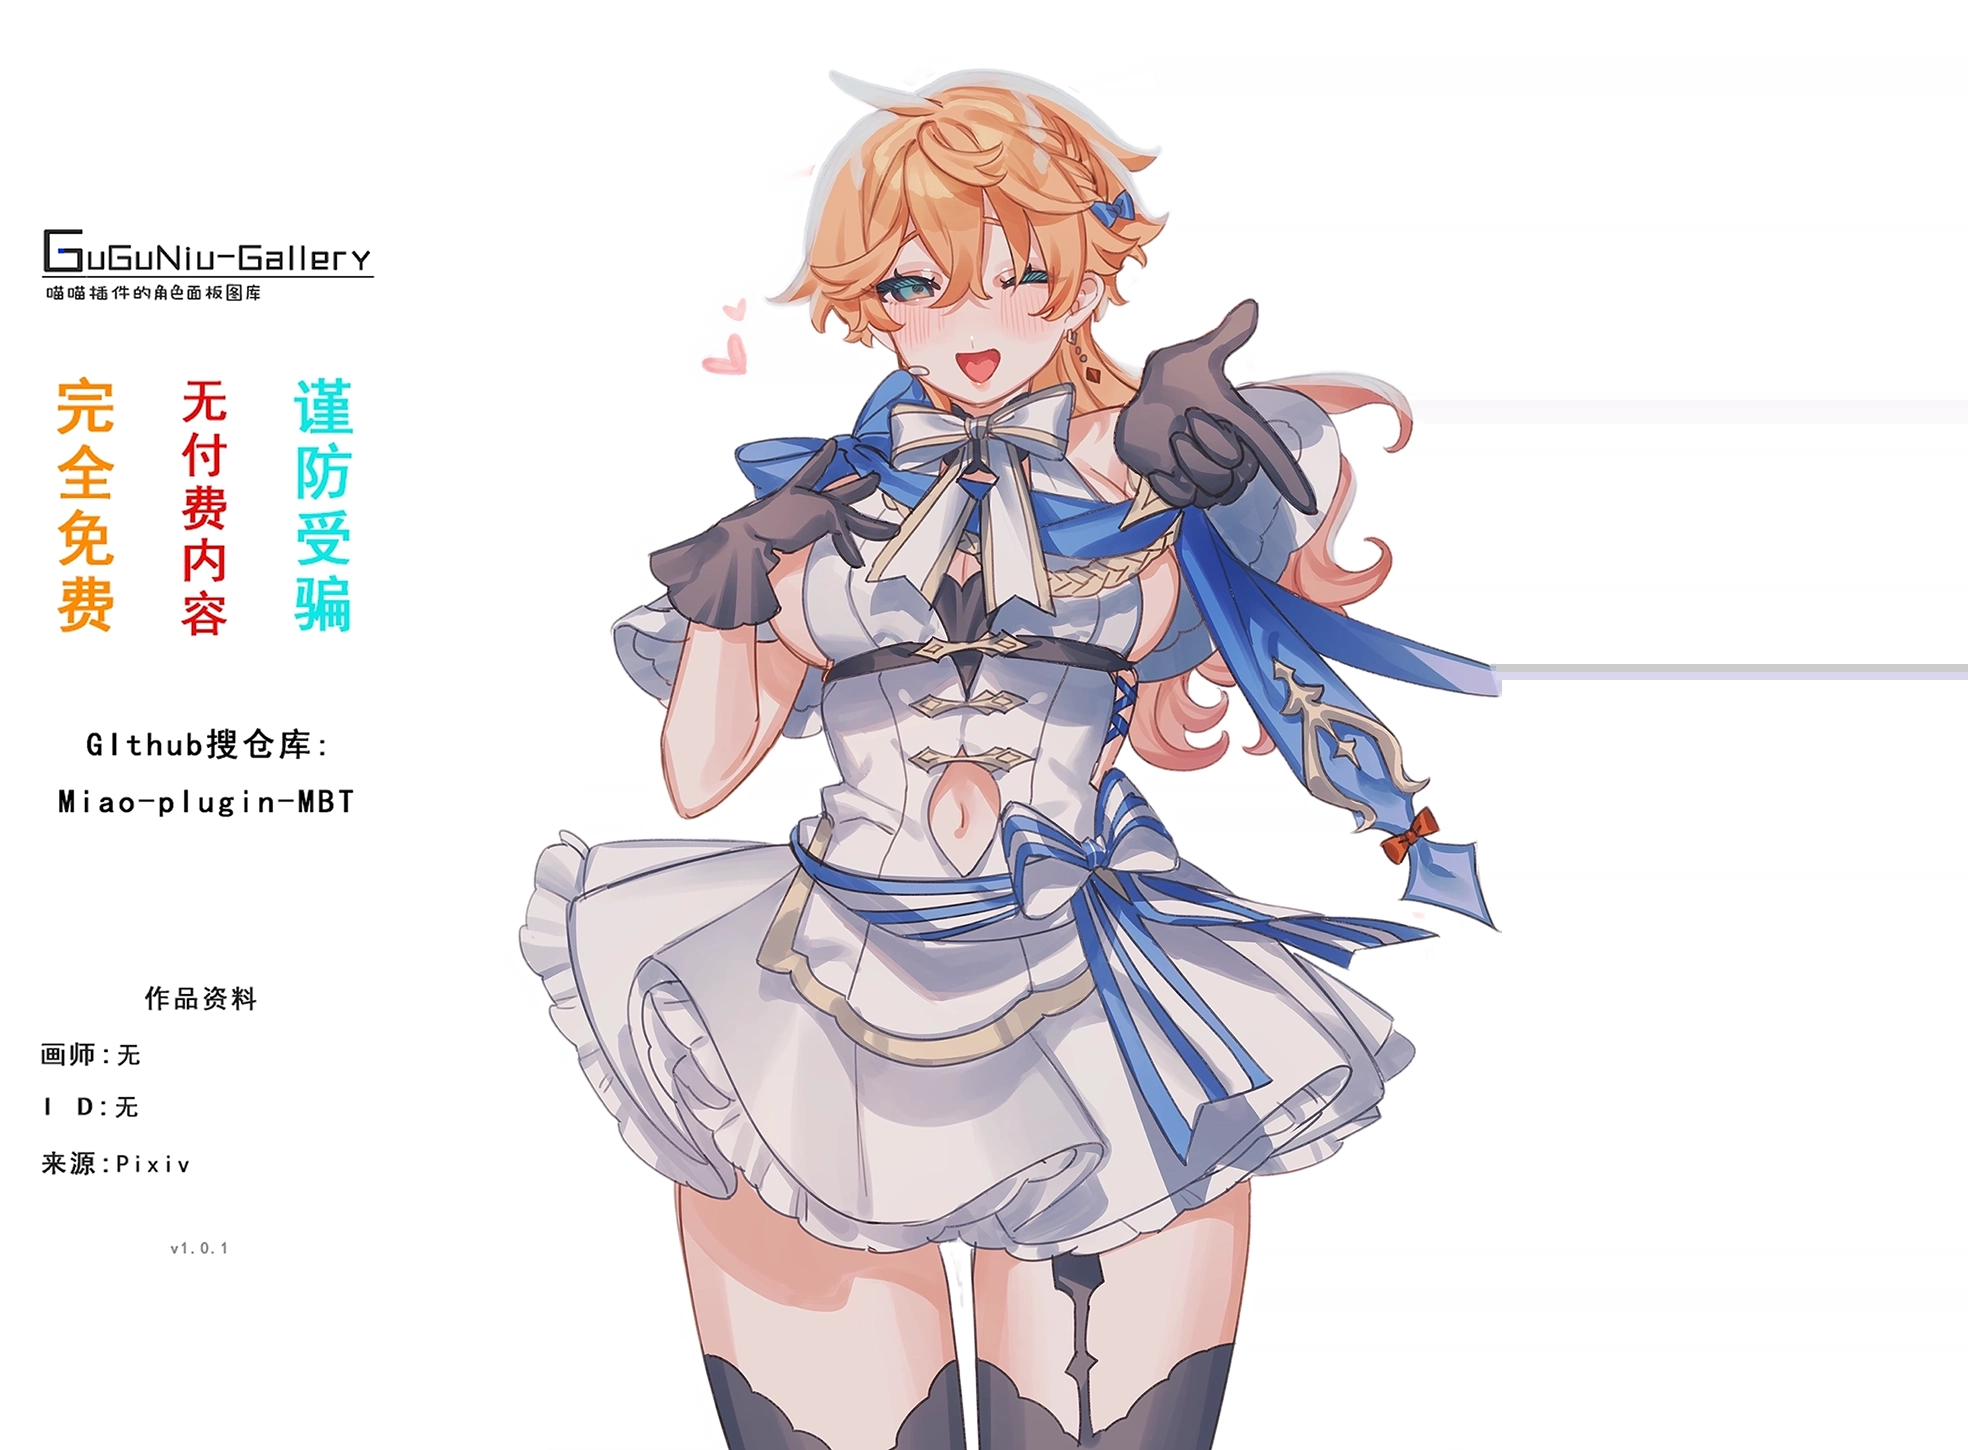 GuGuNiu-Gallery
喵喵插件的角色面板图库
完全免费
无付费内容
谨防受骗
GIthub搜仓库:
Miao-plugin-MBT
作品资料
画师:无
I D:无
来源:Pixiv
v1.0.1